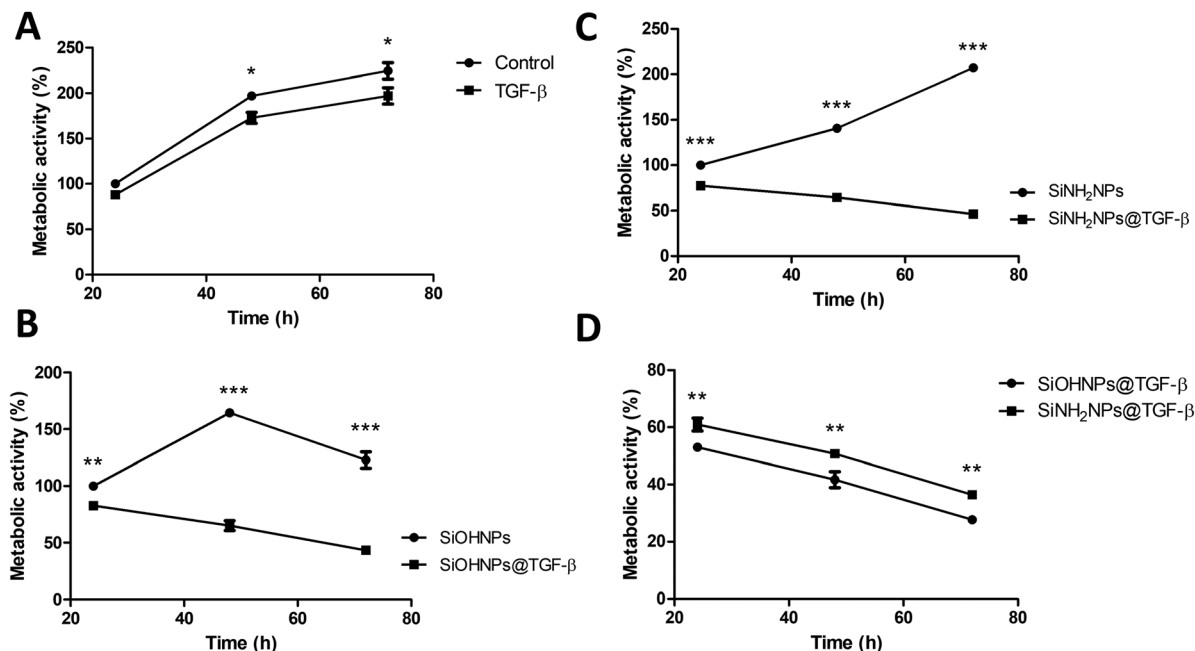 A
Metabolic activity (%)
250
200
150
100
50
0
*
*
20
40
60
80
Time (h)
Control
TGF-β
B
Metabolic activity (%)
200
150
100
50
0
**
***
***
20
40
60
80
Time (h)
SiOHNPs
SiOHNPs@TGF-β
C
Metabolic activity (%)
250
200
150
100
50
0
***
***
***
20
40
60
80
Time (h)
SiNH₂NPs
SiNH₂NPs@TGF-β
D
Metabolic activity (%)
80
60
40
20
0
**
**
**
20
40
60
80
Time (h)
SiOHNPs@TGF-β
SiNH₂NPs@TGF-β